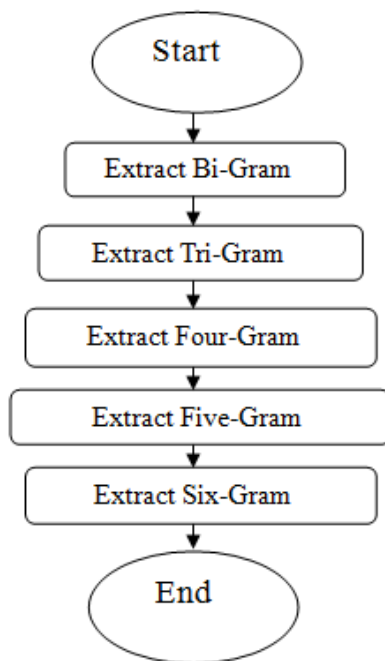 Start
Extract Bi-Gram
Extract Tri-Gram
Extract Four-Gram
Extract Five-Gram
Extract Six-Gram
End